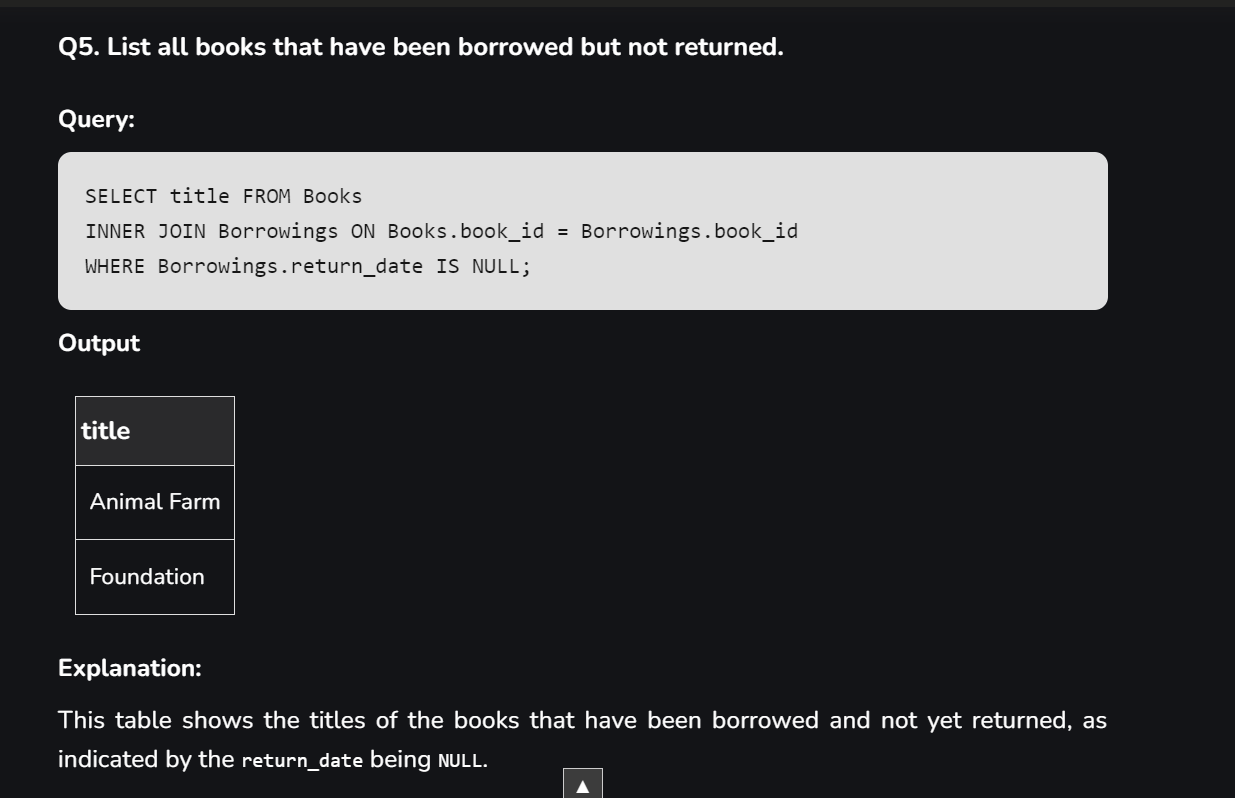 Q5. List all books that have been borrowed but not returned.
Query:
SELECT title FROM Books
INNER JOIN Borrowings ON Books.book_id = Borrowings.book_id
WHERE Borrowings.return_date IS NULL;
Output
title
Animal Farm
Foundation
Explanation:
This table shows the titles of the books that have been borrowed and not yet returned, as
indicated by the return_date being NULL.
▲